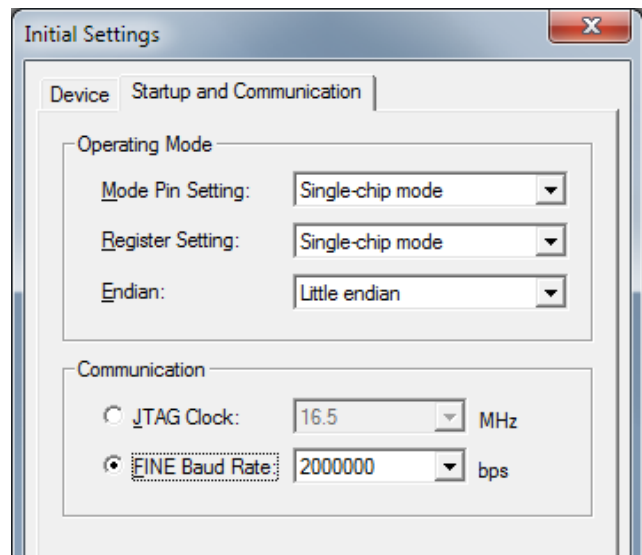 Initial Settings
Device
Startup and Communication
Operating Mode
Mode Pin Setting: Single-chip mode
Register Setting: Single-chip mode
Endian: Little endian
Communication
JTAG Clock: 16.5 MHz
FINE Baud Rate: 2000000 bps